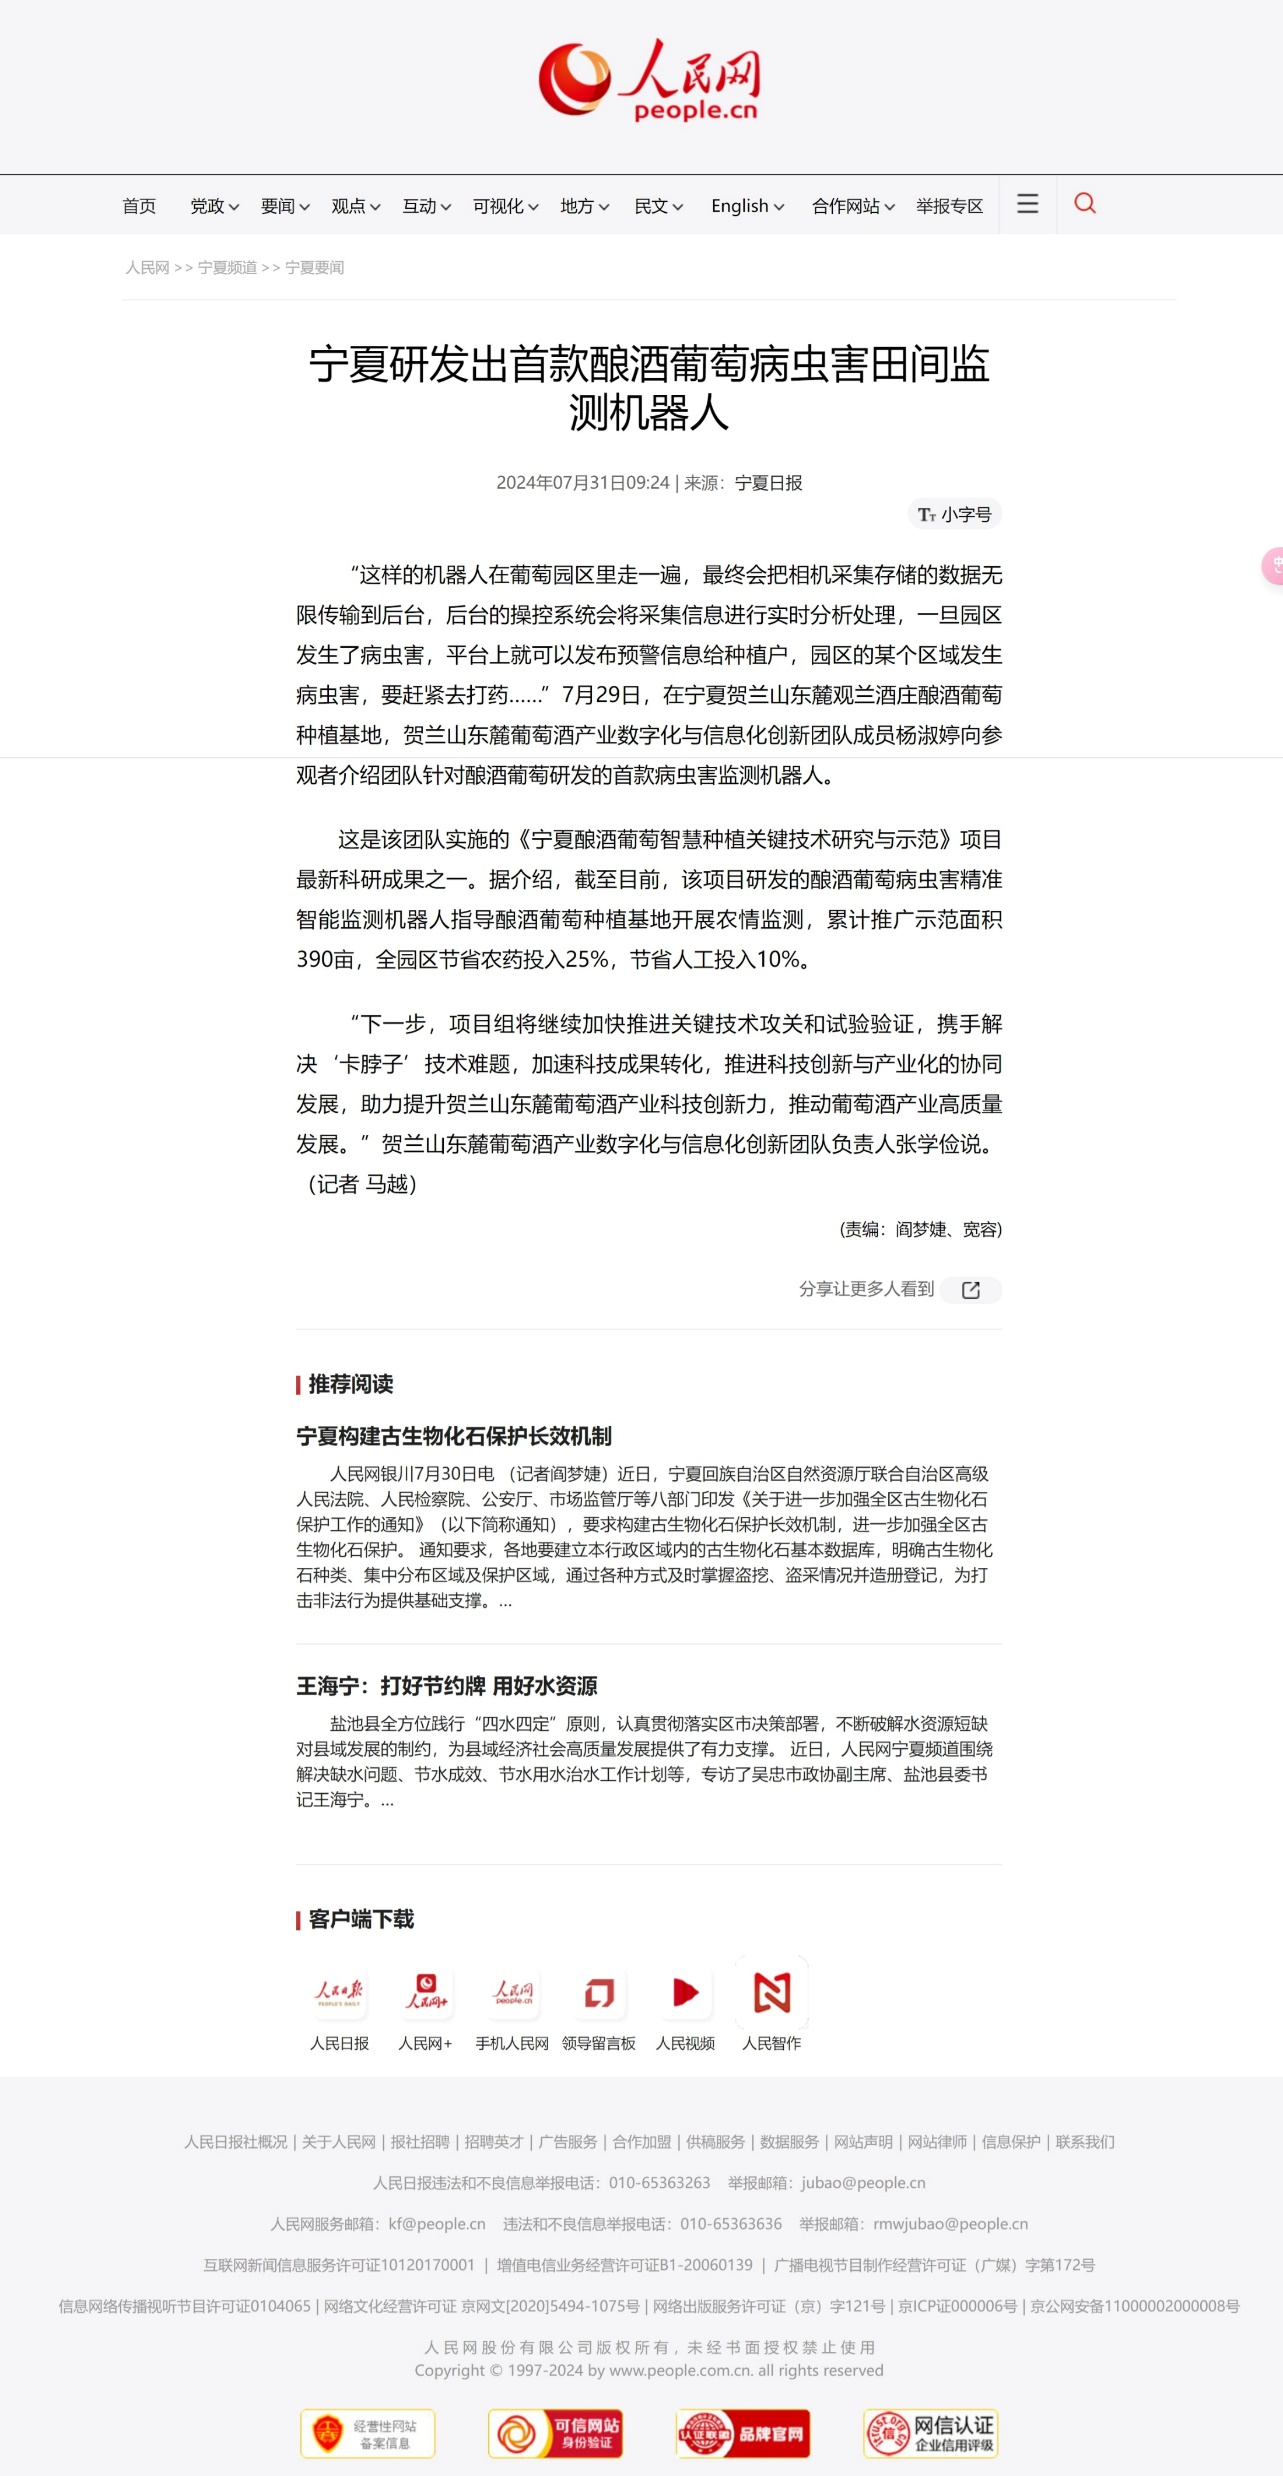 人民网
people.cn
首页 党政 要闻 观点 互动 可视化 地方 民文 English 合作网站 举报专区
人民网 >> 宁夏频道 >> 宁夏要闻
宁夏研发出首款酿酒葡萄病虫害田间监
测机器人
2024年07月31日09:24 | 来源：宁夏日报
TT 小字号
“这样的机器人在葡萄园区里走一遍，最终会把相机采集存储的数据无
限传输到后台，后台的操控系统会将采集信息进行实时分析处理，一旦园区
发生了病虫害，平台上就可以发布预警信息给种植户，园区的某个区域发生
病虫害，要赶紧去打药……”7月29日，在宁夏贺兰山东麓观兰酒庄酿酒葡萄
种植基地，贺兰山东麓葡萄酒产业数字化与信息化创新团队成员杨淑婷向参
观者介绍团队针对酿酒葡萄研发的首款病虫害监测机器人。
这是该团队实施的《宁夏酿酒葡萄智慧种植关键技术研究与示范》项目
最新科研成果之一。据介绍，截至目前，该项目研发的酿酒葡萄病虫害精准
智能监测机器人指导酿酒葡萄种植基地开展农情监测，累计推广示范面积
390亩，全园区节省农药投入25%，节省人工投入10%。
“下一步，项目组将继续加快推进关键技术攻关和试验验证，携手解
决‘卡脖子’技术难题，加速科技成果转化，推进科技创新与产业化的协同
发展，助力提升贺兰山东麓葡萄酒产业科技创新力，推动葡萄酒产业高质量
发展。”贺兰山东麓葡萄酒产业数字化与信息化创新团队负责人张学俭说。
（记者 马越）
(责编：阎梦婕、宽容)
分享让更多人看到
推荐阅读
宁夏构建古生物化石保护长效机制
人民网银川7月30日电 （记者阎梦婕）近日，宁夏回族自治区自然资源厅联合自治区高级
人民法院、人民检察院、公安厅、市场监管厅等八部门印发《关于进一步加强全区古生物化石
保护工作的通知》（以下简称通知），要求构建古生物化石保护长效机制，进一步加强全区古
生物化石保护。 通知要求，各地要建立本行政区域内的古生物化石基本数据库，明确古生物化
石种类、集中分布区域及保护区域，通过各种方式及时掌握盗挖、盗采情况并造册登记，为打
击非法行为提供基础支撑。…
王海宁：打好节约牌 用好水资源
盐池县全方位践行“四水四定”原则，认真贯彻落实区市决策部署，不断破解水资源短缺
对县域发展的制约，为县域经济社会高质量发展提供了有力支撑。 近日，人民网宁夏频道围绕
解决缺水问题、节水成效、节水用水治水工作计划等，专访了吴忠市政协副主席、盐池县委书
记王海宁。…
客户端下载
人民日报 PEOPLE'S DAILY 人民网+ 人民网 people.cn
人民日报 人民网+ 手机人民网 领导留言板 人民视频 人民智作
人民日报社概况 | 关于人民网 | 报社招聘 | 招聘英才 | 广告服务 | 合作加盟 | 供稿服务 | 数据服务 | 网站声明 | 网站律师 | 信息保护 | 联系我们
人民日报违法和不良信息举报电话：010-65363263 举报邮箱：jubao@people.cn
人民网服务邮箱：kf@people.cn 违法和不良信息举报电话：010-65363636 举报邮箱：rmwjubao@people.cn
互联网新闻信息服务许可证10120170001 | 增值电信业务经营许可证B1-20060139 | 广播电视节目制作经营许可证（广媒）字第172号
信息网络传播视听节目许可证0104065 | 网络文化经营许可证 京网文[2020]5494-1075号 | 网络出版服务许可证（京）字121号 | 京ICP证000006号 | 京公网安备11000002000008号
人民网股份有限公司版权所有，未经书面授权禁止使用
Copyright © 1997-2024 by www.people.com.cn. all rights reserved
经营性网站 可信网站 认证联盟 品牌官网 信 网信认证
备案信息 身份验证 企业信用评级